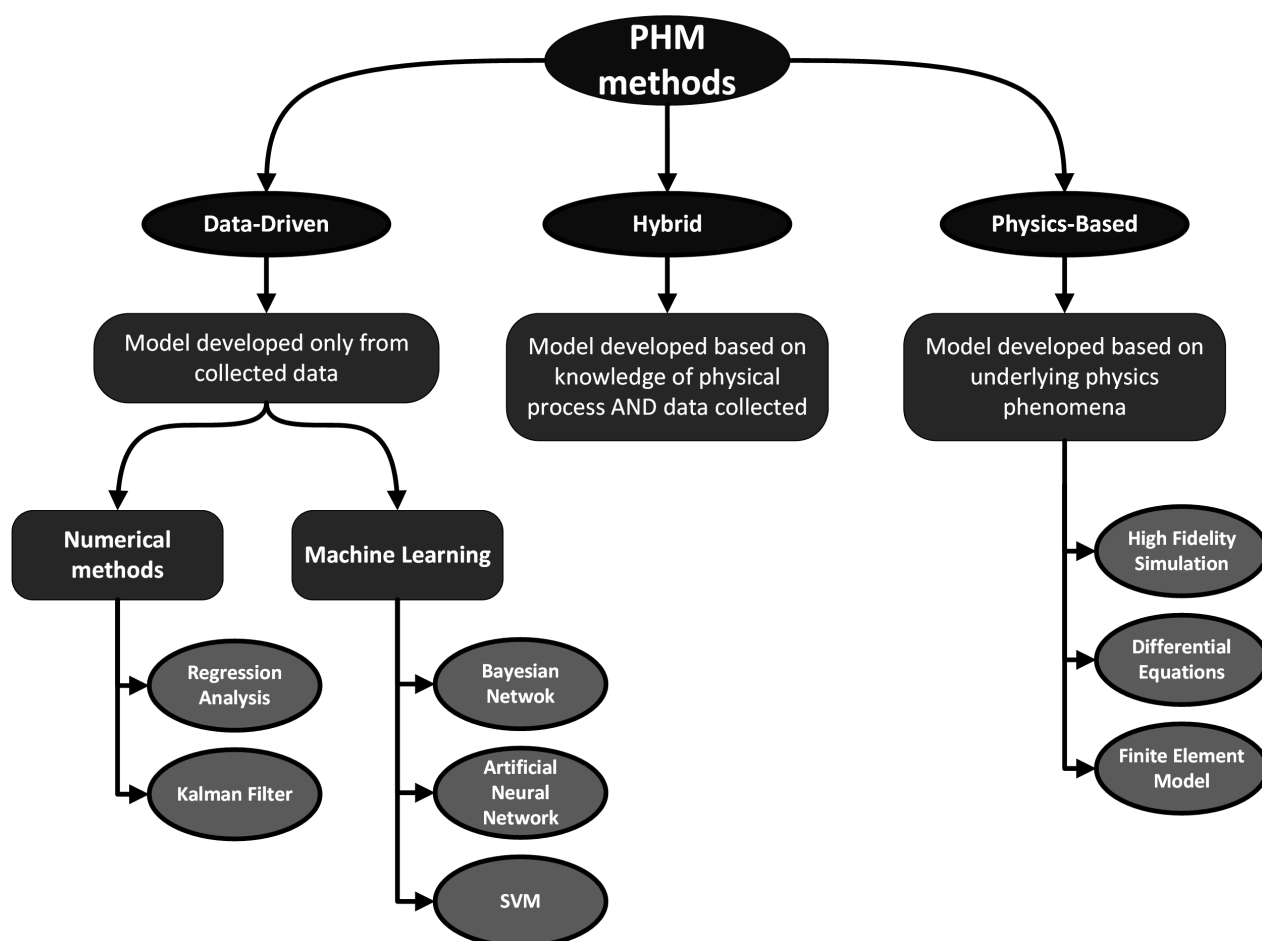 PHM
methods
Data-Driven
Hybrid
Physics-Based
Model developed only from
collected data
Model developed based on
knowledge of physical
process AND data collected
Model developed based on
underlying physics
phenomena
Numerical
methods
Machine Learning
Regression
Analysis
Kalman Filter
Bayesian
Netwok
Artificial
Neural
Network
SVM
High Fidelity
Simulation
Differential
Equations
Finite Element
Model